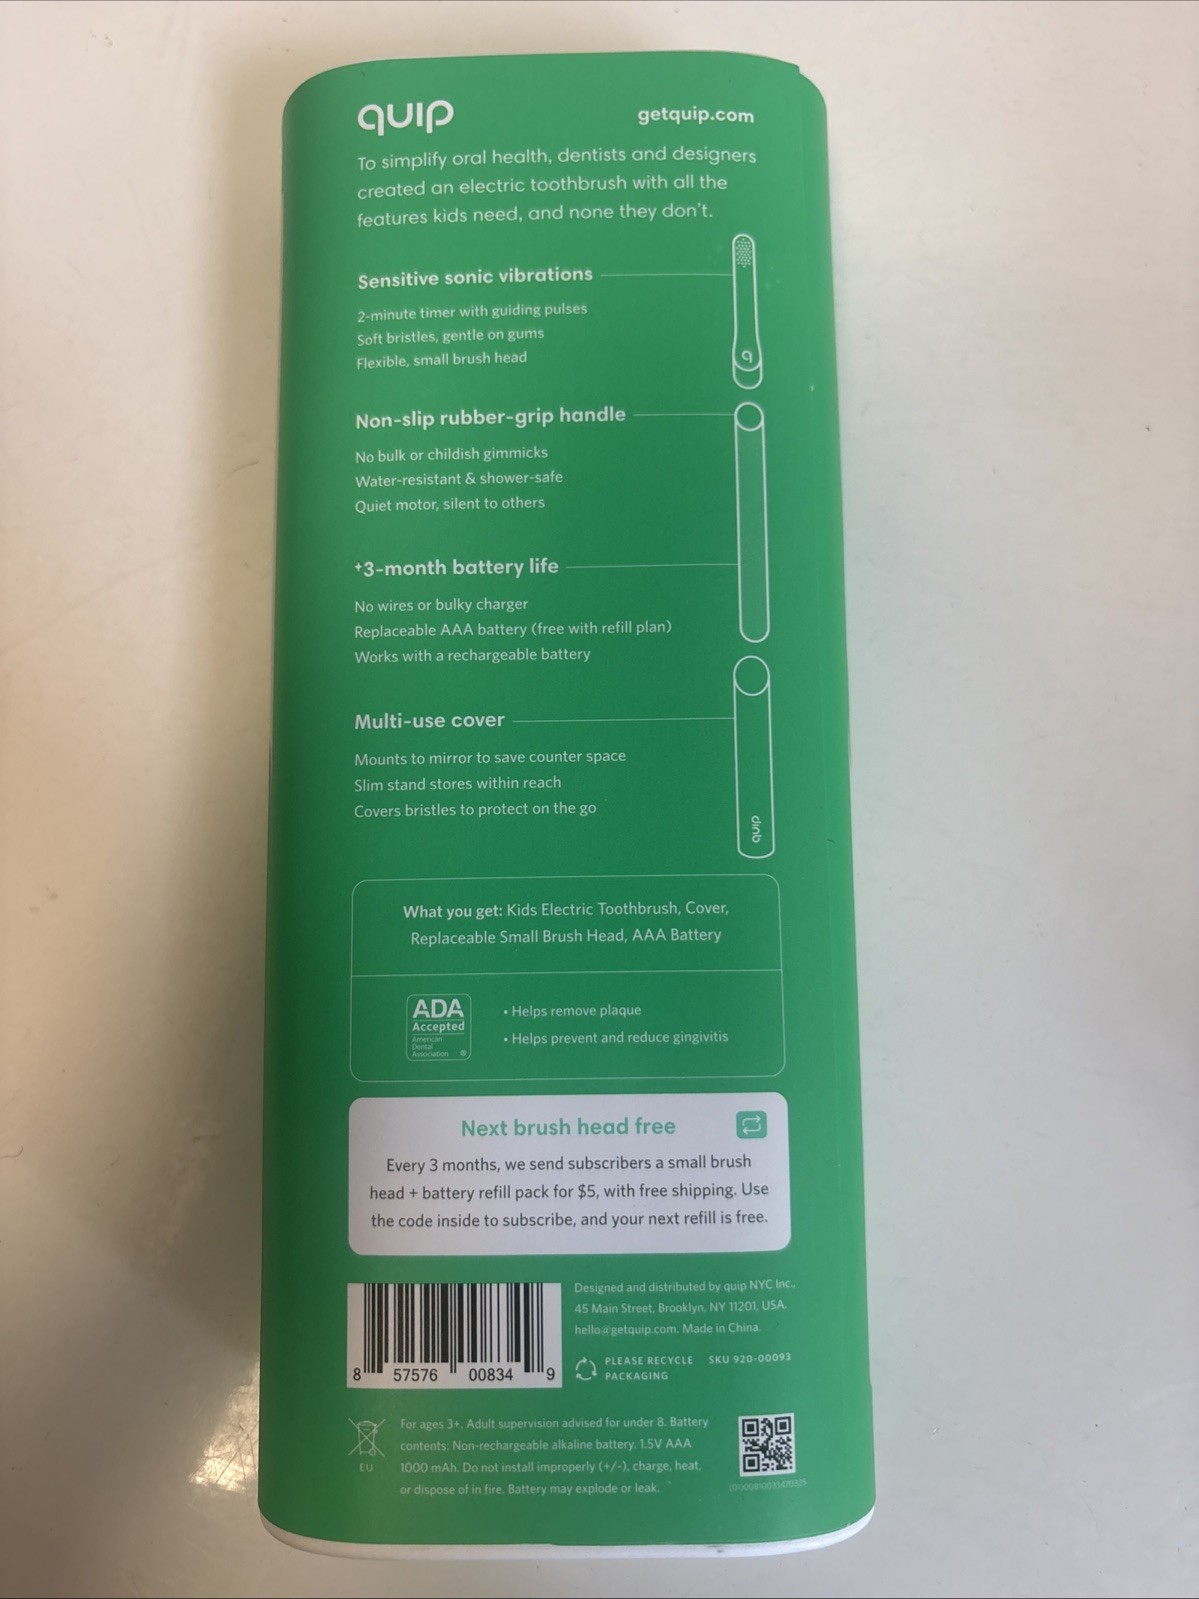 quip
getquip.com
To simplify oral health, dentists and designers
created an electric toothbrush with all the
features kids need, and none they don't.
Sensitive sonic vibrations
2-minute timer with guiding pulses
Soft bristles, gentle on gums
Flexible, small brush head
Non-slip rubber-grip handle
No bulk or childish gimmicks
Water-resistant & shower-safe
Quiet motor, silent to others
+3-month battery life
No wires or bulky charger
Replaceable AAA battery (free with refill plan)
Works with a rechargeable battery
Multi-use cover
Mounts to mirror to save counter space
Slim stand stores within reach
Covers bristles to protect on the go
quip
What you get: Kids Electric Toothbrush, Cover,
Replaceable Small Brush Head, AAA Battery
ADA
Accepted
American
Dental
Association ®
• Helps remove plaque
• Helps prevent and reduce gingivitis
Next brush head free
Every 3 months, we send subscribers a small brush
head + battery refill pack for $5, with free shipping. Use
the code inside to subscribe, and your next refill is free.
8 57576 00834 9
Designed and distributed by quip NYC Inc.,
45 Main Street, Brooklyn, NY 11201, USA.
hello@getquip.com. Made in China.
PLEASE RECYCLE SKU 920-00093
PACKAGING
EU
For ages 3+. Adult supervision advised for under 8. Battery
contents: Non-rechargeable alkaline battery. 1.5V AAA
1000 mAh. Do not install improperly (+/-), charge, heat,
or dispose of in fire. Battery may explode or leak.